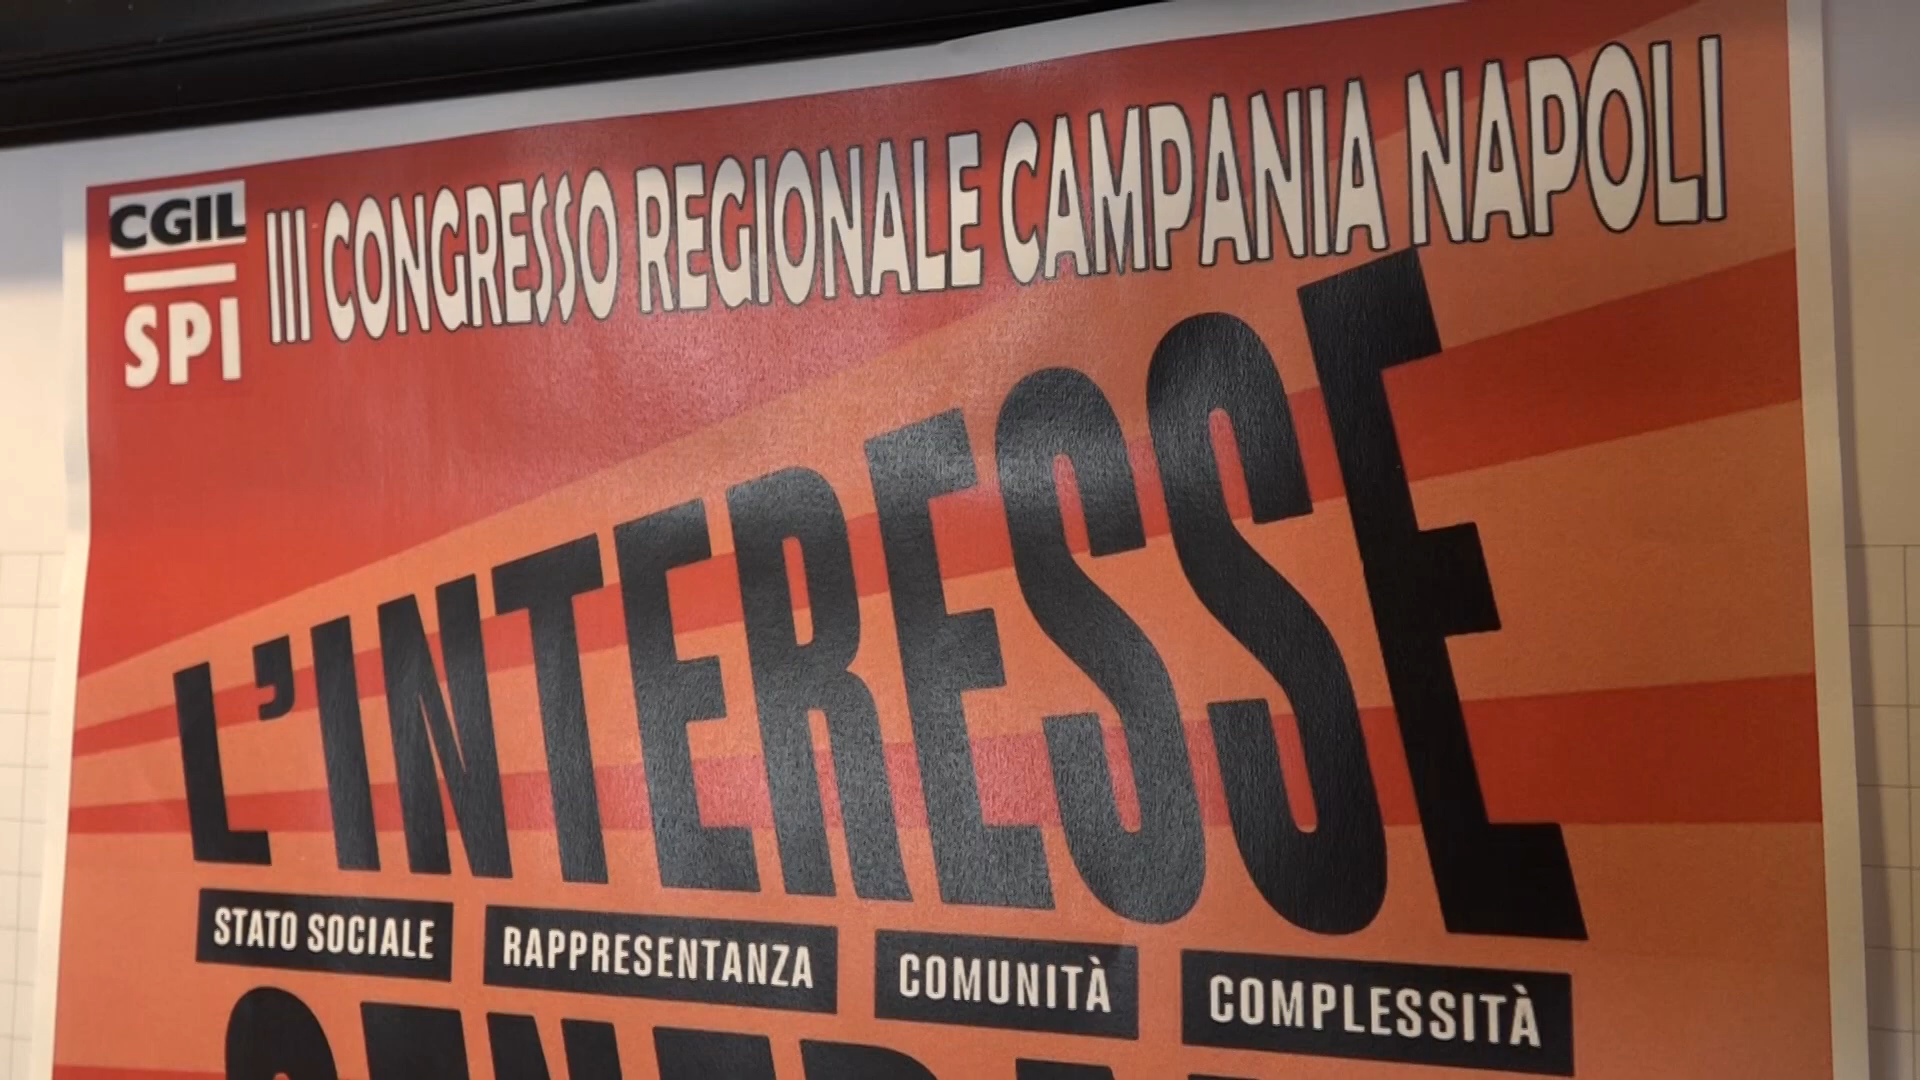 CGIL
SPI
III CONGRESSO REGIONALE CAMPANIA NAPOLI
L'INTERESSE
STATO SOCIALE RAPPRESENTANZA COMUNITÀ COMPLESSITÀ